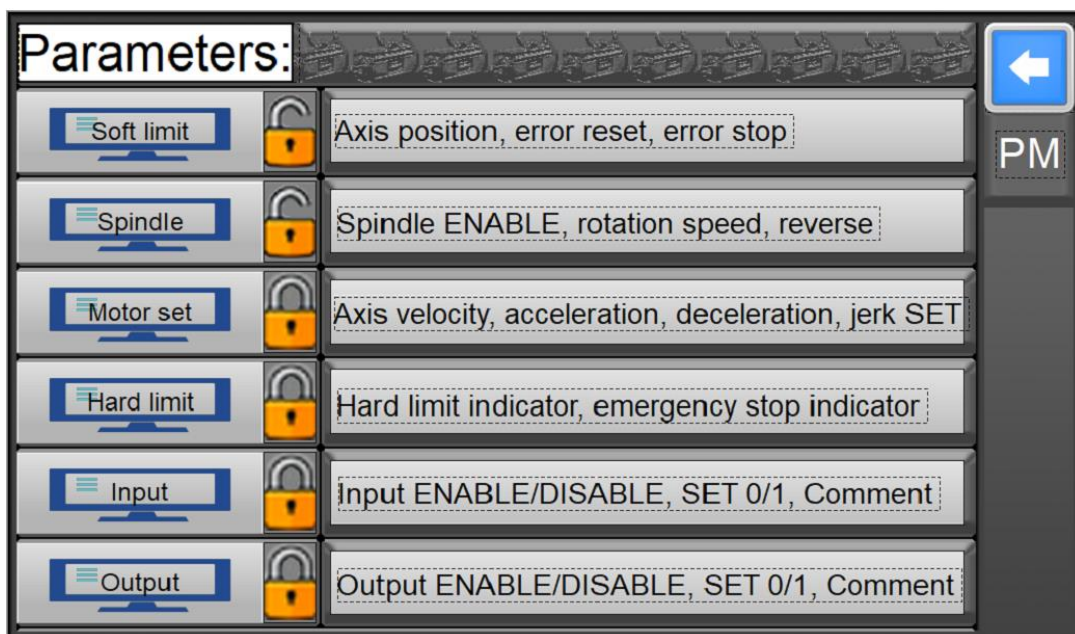 Parameters:
Soft limit
Axis position, error reset, error stop
PM
Spindle
Spindle ENABLE, rotation speed, reverse
Motor set
Axis velocity, acceleration, deceleration, jerk SET
Hard limit
Hard limit indicator, emergency stop indicator
Input
Input ENABLE/DISABLE, SET 0/1, Comment
Output
Output ENABLE/DISABLE, SET 0/1, Comment